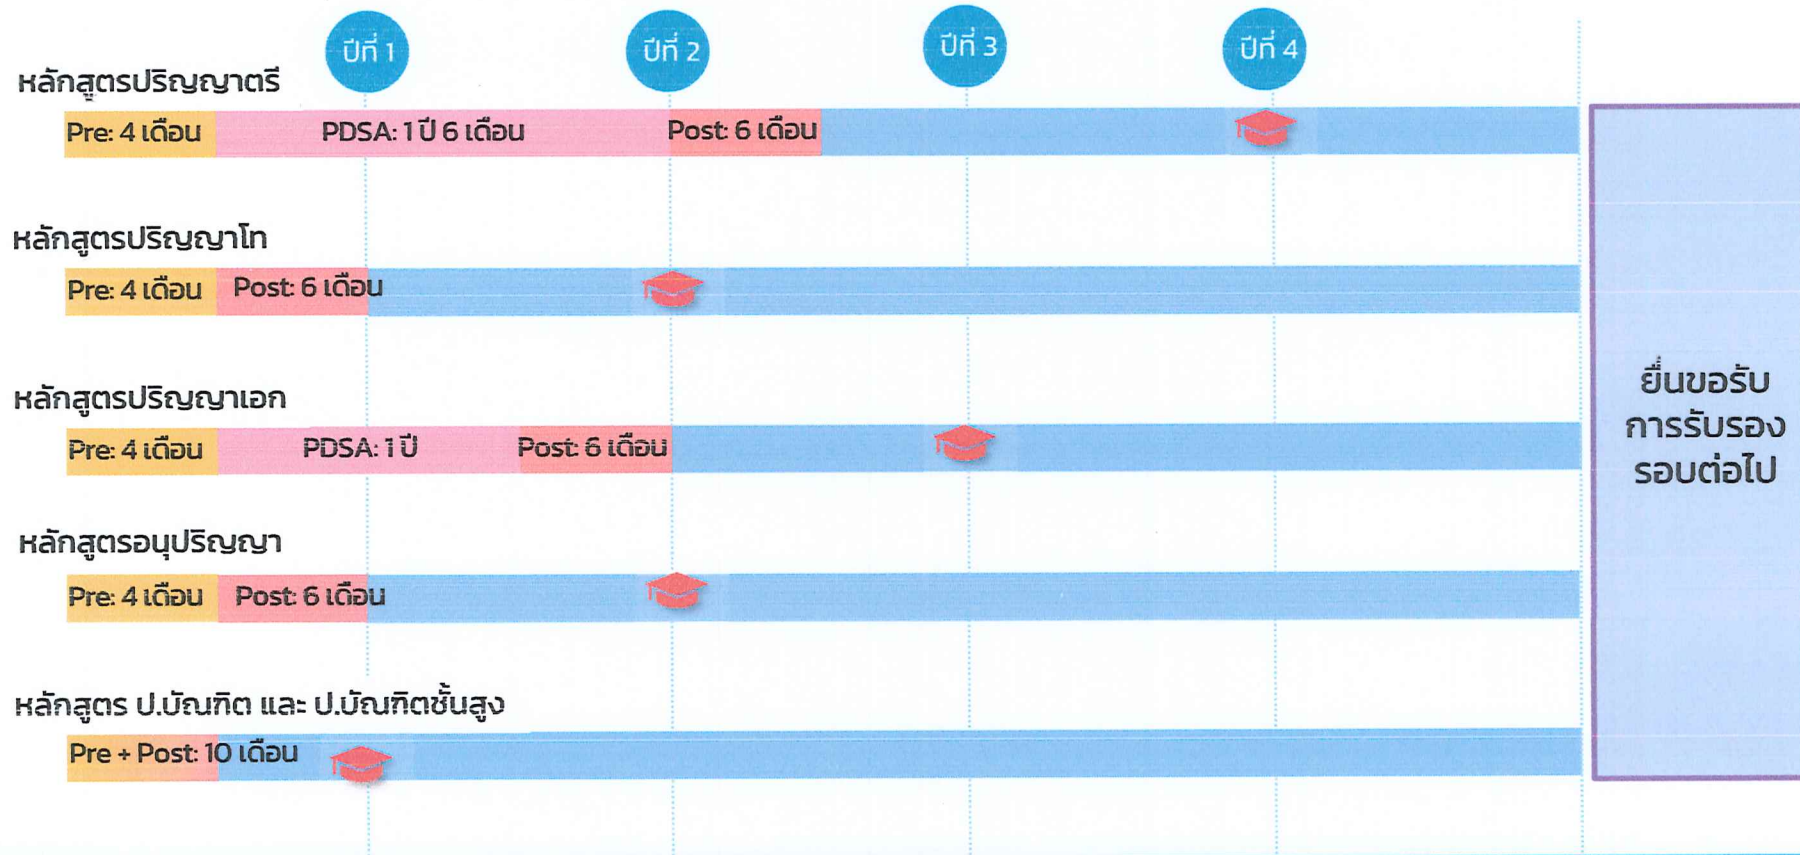 ปีที่ 1
ปีที่ 2
ปีที่ 3
ปีที่ 4
หลักสูตรปริญญาตรี
Pre: 4 เดือน
PDSA: 1 ปี 6 เดือน
Post: 6 เดือน
หลักสูตรปริญญาโท
Pre: 4 เดือน
Post: 6 เดือน
หลักสูตรปริญญาเอก
Pre: 4 เดือน
PDSA: 1 ปี
Post: 6 เดือน
หลักสูตรอนุปริญญา
Pre: 4 เดือน
Post: 6 เดือน
หลักสูตร ป.บัณฑิต และ ป.บัณฑิตชั้นสูง
Pre + Post: 10 เดือน
ยื่นขอรับ
การรับรอง
รอบต่อไป